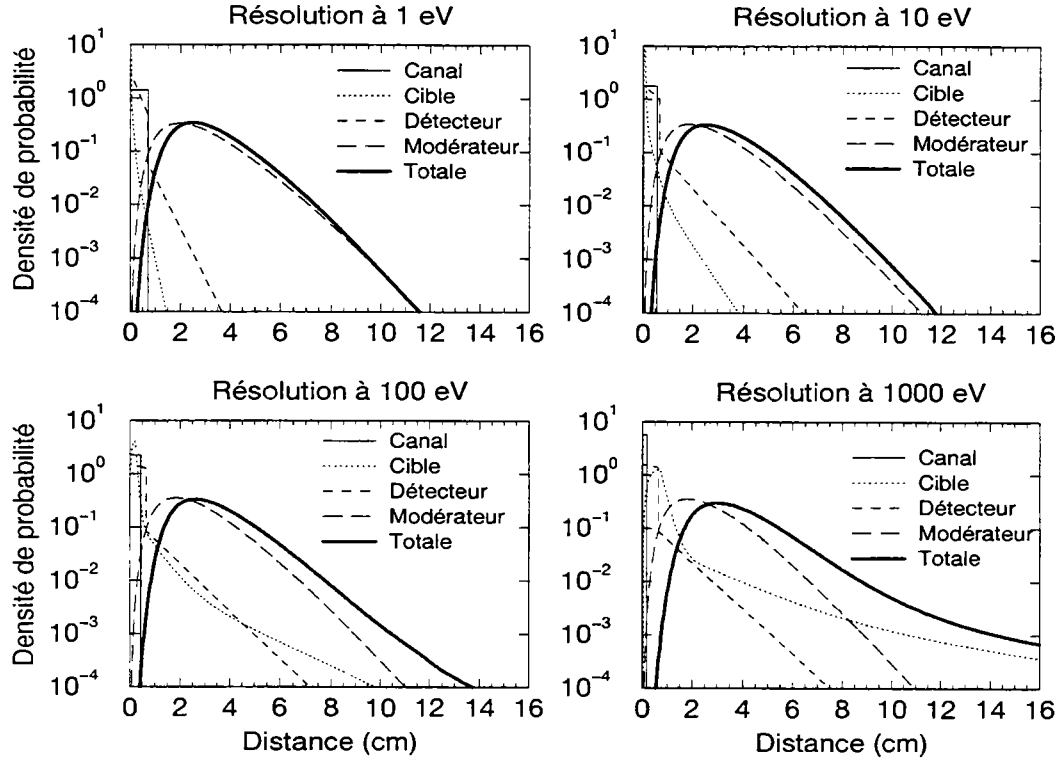 Résolution à 1 eV
Densité de probabilité
10^1
10^0
10^-1
10^-2
10^-3
10^-4
Canal
Cible
Détecteur
Modérateur
Totale
0 2 4 6 8 10 12 14 16
Résolution à 10 eV
10^1
10^0
10^-1
10^-2
10^-3
10^-4
Canal
Cible
Détecteur
Modérateur
Totale
0 2 4 6 8 10 12 14 16
Résolution à 100 eV
Densité de probabilité
10^1
10^0
10^-1
10^-2
10^-3
10^-4
Canal
Cible
Détecteur
Modérateur
Totale
0 2 4 6 8 10 12 14 16
Distance (cm)
Résolution à 1000 eV
10^1
10^0
10^-1
10^-2
10^-3
10^-4
Canal
Cible
Détecteur
Modérateur
Totale
0 2 4 6 8 10 12 14 16
Distance (cm)